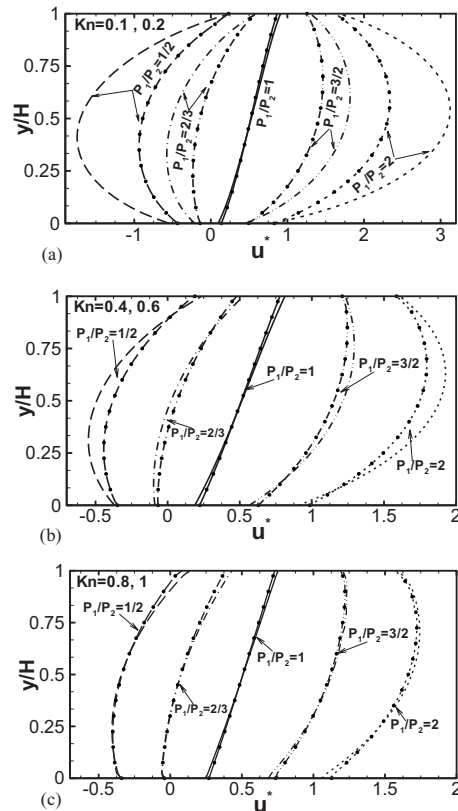 Kn=0.1 , 0.2
1
0.75
0.5
0.25
0
y/H
P1/P2=1/2
P1/P2=2/3
P1/P2=1
P1/P2=3/2
P1/P2=2
-1 0 1 2 3
(a)
u*
Kn=0.4, 0.6
1
0.75
0.5
0.25
0
y/H
P1/P2=1/2
P1/P2=2/3
P1/P2=1
P1/P2=3/2
P1/P2=2
-0.5 0 0.5 1 1.5 2
(b)
u*
Kn=0.8, 1
1
0.75
0.5
0.25
0
y/H
P1/P2=1/2
P1/P2=2/3
P1/P2=1
P1/P2=3/2
P1/P2=2
-0.5 0 0.5 1 1.5 2
(c)
u*